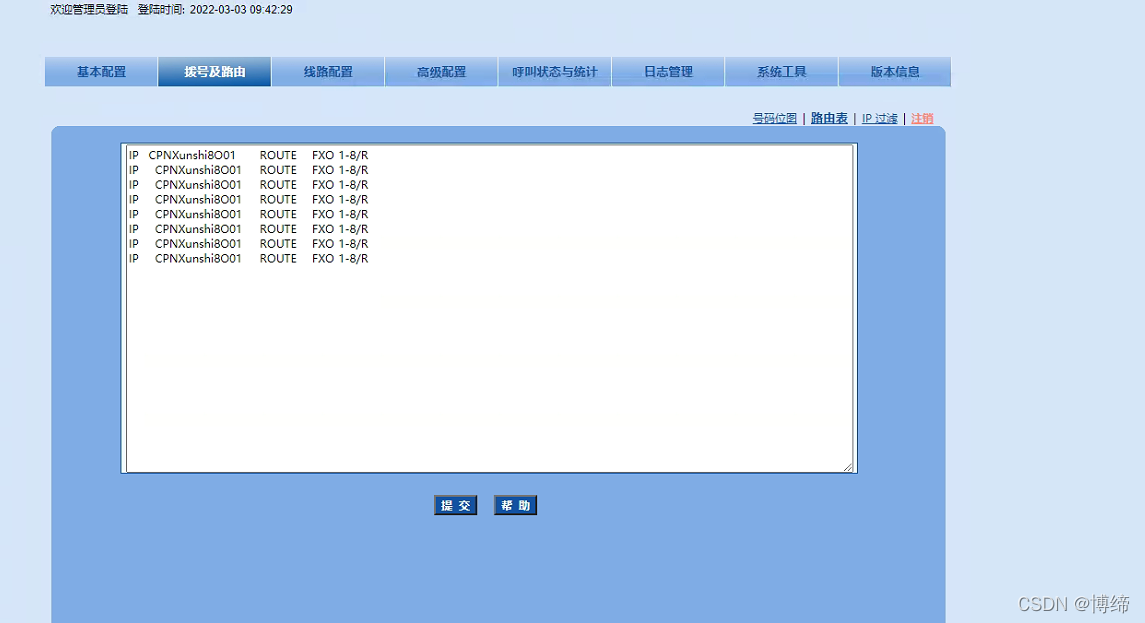 欢迎管理员登陆 登陆时间: 2022-03-03 09:42:29
基本配置 拨号及路由 线路配置 高级配置 呼叫状态与统计 日志管理 系统工具 版本信息
号码位图 | 路由表 | IP 过滤 | 注销
IP CPNXunshi8O01 ROUTE FXO 1-8/R
IP CPNXunshi8O01 ROUTE FXO 1-8/R
IP CPNXunshi8O01 ROUTE FXO 1-8/R
IP CPNXunshi8O01 ROUTE FXO 1-8/R
IP CPNXunshi8O01 ROUTE FXO 1-8/R
IP CPNXunshi8O01 ROUTE FXO 1-8/R
IP CPNXunshi8O01 ROUTE FXO 1-8/R
IP CPNXunshi8O01 ROUTE FXO 1-8/R
提 交 帮 助
CSDN @博缔